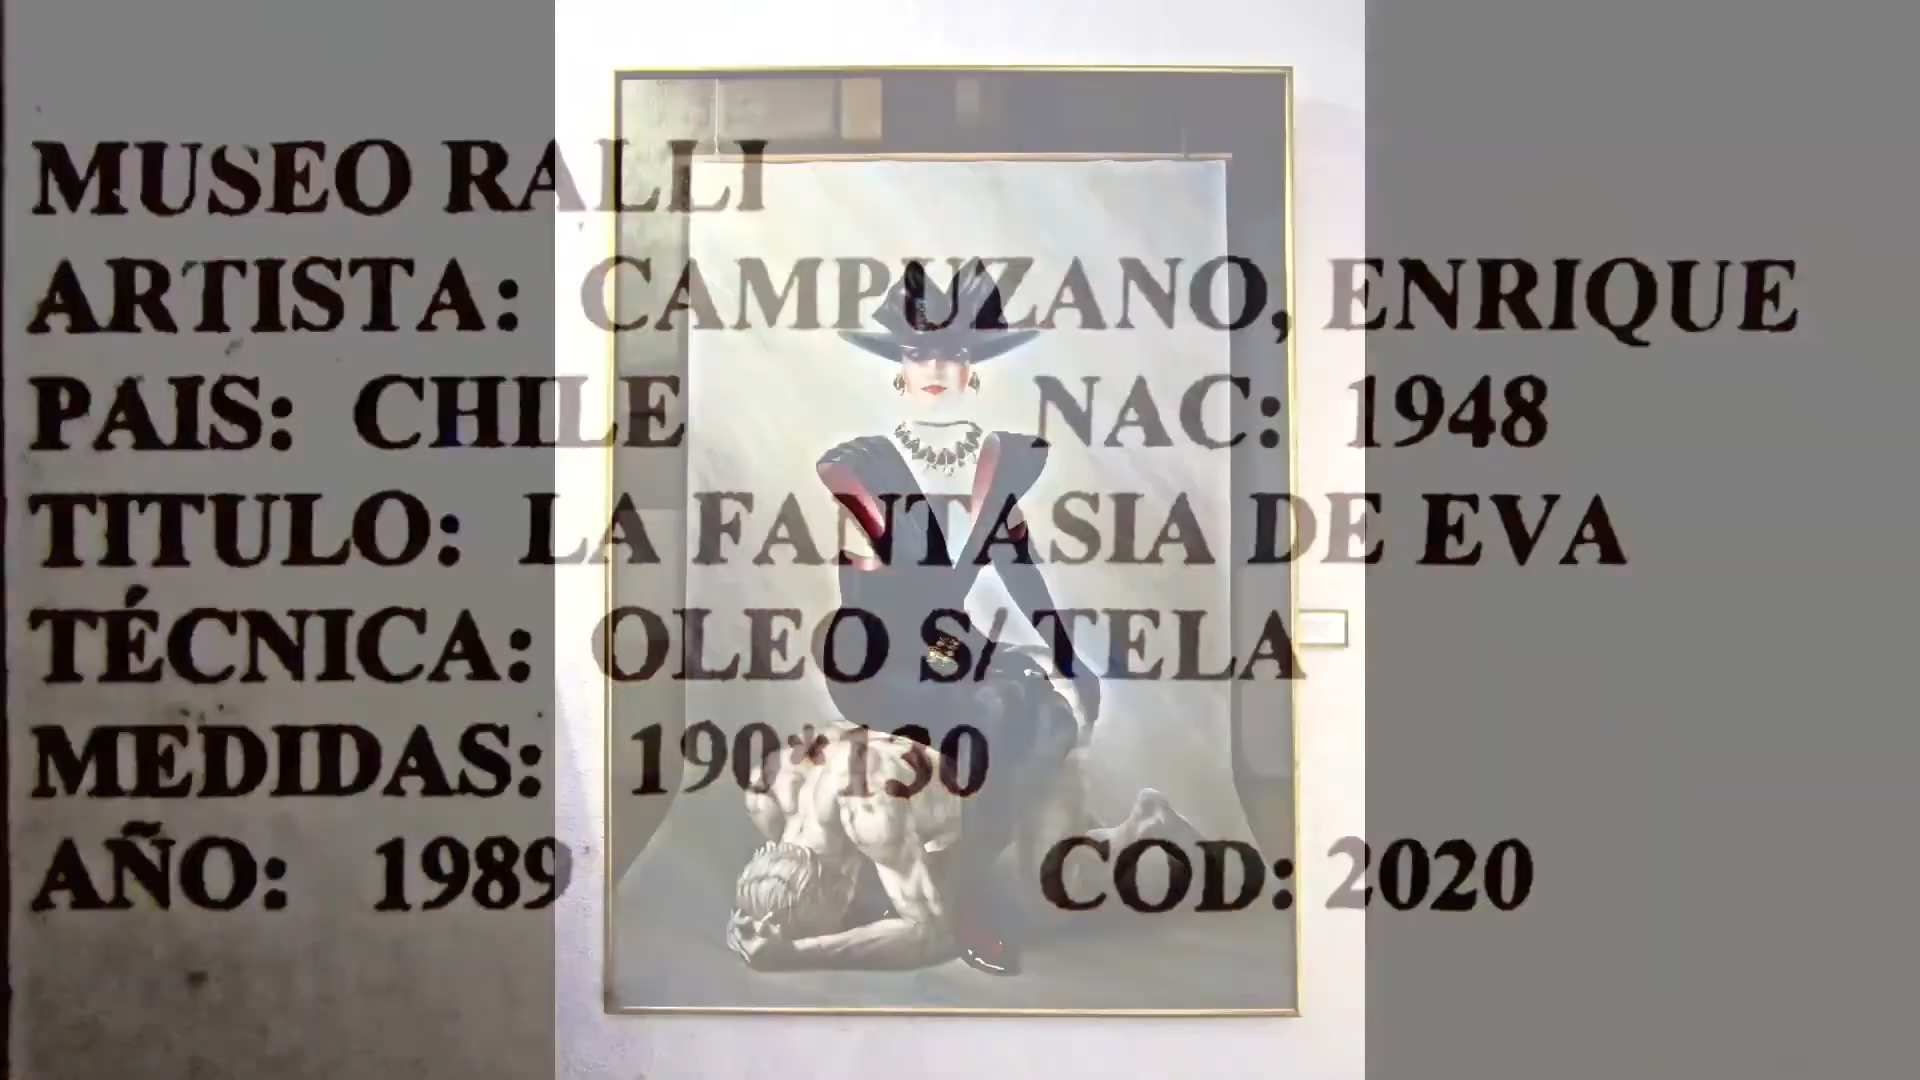 MUSEO RALLI
ARTISTA: CAMPUZANO, ENRIQUE
PAIS: CHILE NAC: 1948
TITULO: LA FANTASIA DE EVA
TÉCNICA: OLEO S/ TELA
MEDIDAS: 190*130
AÑO: 1989 COD: 2020